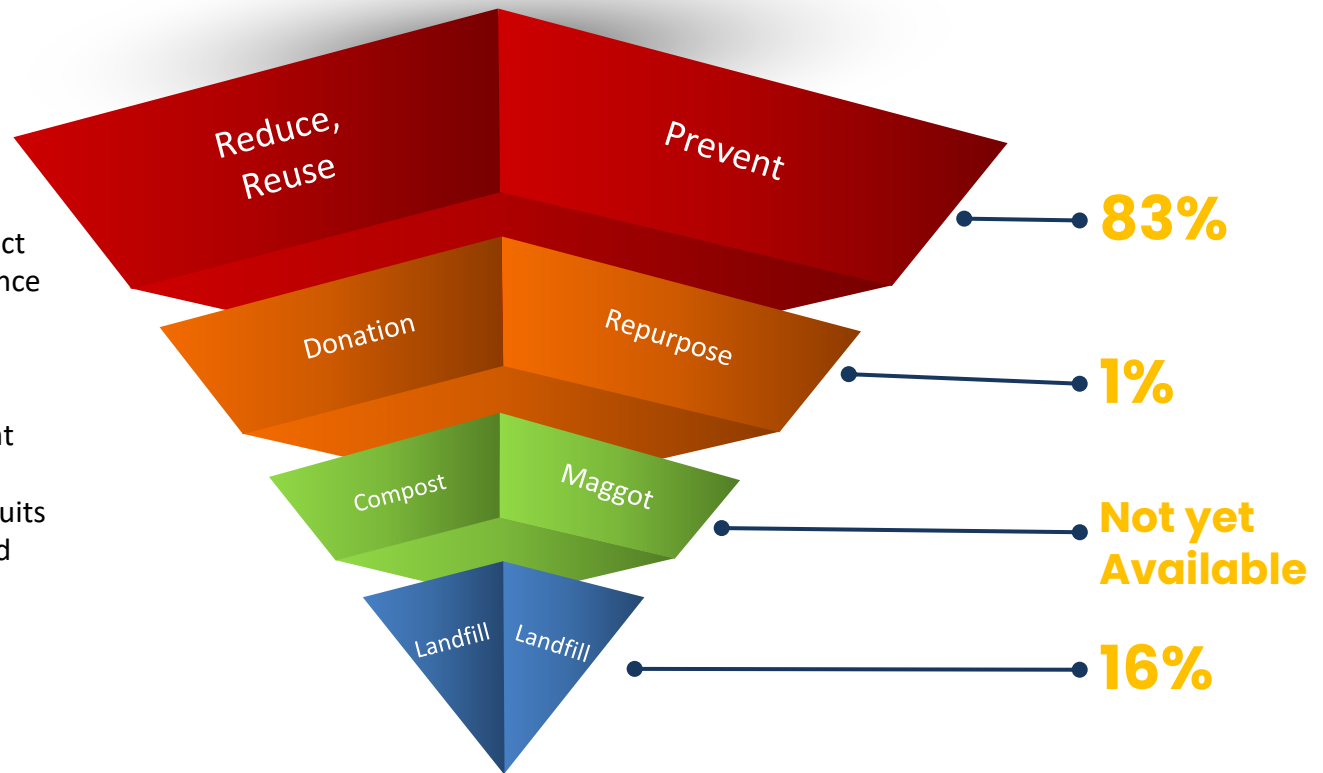 Reduce,
Reuse
Prevent
83%
Donation
Repurpose
1%
Compost
Maggot
Not yet
Available
Landfill
Landfill
16%